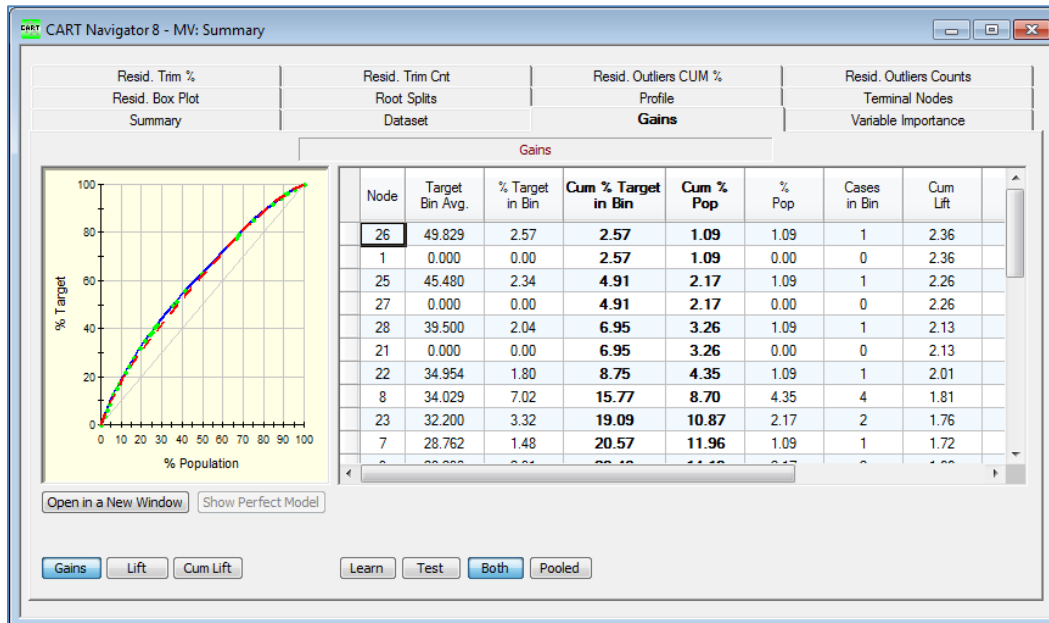 CART CART Navigator 8 - MV: Summary
Resid. Trim % Resid. Trim Cnt Resid. Outliers CUM % Resid. Outliers Counts
Resid. Box Plot Root Splits Profile Terminal Nodes
Summary Dataset Gains Variable Importance
Gains
% Target
100
80
60
40
20
0
0 10 20 30 40 50 60 70 80 90 100
% Population
Node Target Bin Avg. % Target in Bin Cum % Target in Bin Cum % Pop % Pop Cases in Bin Cum Lift
26 49.829 2.57 2.57 1.09 1.09 1 2.36
1 0.000 0.00 2.57 1.09 0.00 0 2.36
25 45.480 2.34 4.91 2.17 1.09 1 2.26
27 0.000 0.00 4.91 2.17 0.00 0 2.26
28 39.500 2.04 6.95 3.26 1.09 1 2.13
21 0.000 0.00 6.95 3.26 0.00 0 2.13
22 34.954 1.80 8.75 4.35 1.09 1 2.01
8 34.029 7.02 15.77 8.70 4.35 4 1.81
23 32.200 3.32 19.09 10.87 2.17 2 1.76
7 28.762 1.48 20.57 11.96 1.09 1 1.72
Open in a New Window Show Perfect Model
Gains Lift Cum Lift Learn Test Both Pooled